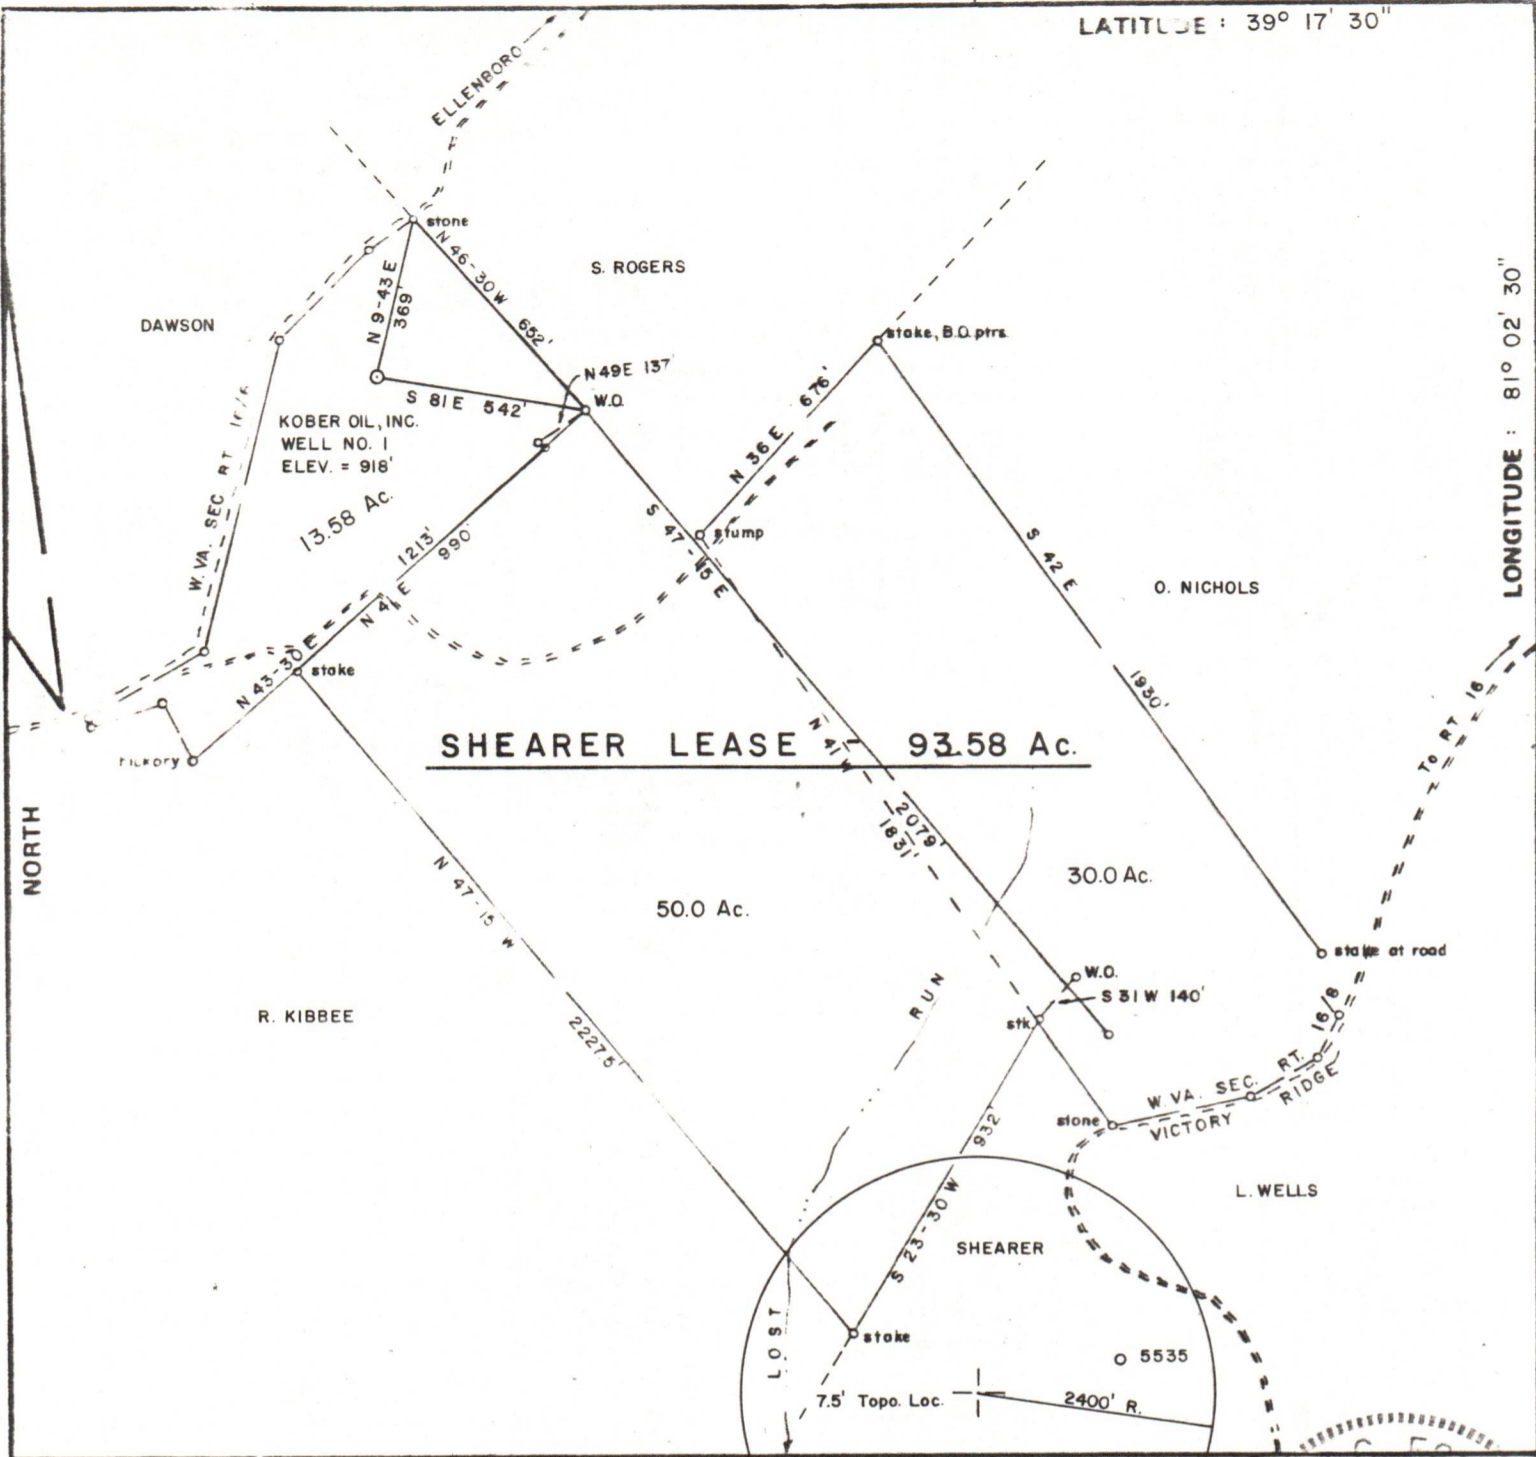 LATITUDE : 39° 17' 30"
ELLENBORO
stone
N 46-30 W 652'
S. ROGERS
DAWSON
N 9-43 E
369'
stake, B.O. ptrs.
LONGITUDE : 81° 02' 30"
N 49E 137'
W.O.
S 81 E 542'
N 36 E 676'
KOBER OIL, INC.
WELL NO. 1
ELEV. = 918'
W. VA. SEC. RT.
13.58 Ac.
1213'
990'
S 47-15 E
stump
S 42 E
1930'
O. NICHOLS
N 43-30 E
stake
hickory
SHEARER LEASE - 93.58 Ac.
N 41 W
TO RT 16
NORTH
2079'
1831'
N 47-15 W
30.0 Ac.
50.0 Ac.
stake at road
W.O.
S 31 W 140'
R. KIBBEE
2227.5'
RUN
stk.
16/8
W. VA. SEC. RT.
VICTORY RIDGE
stone
932'
L. WELLS
S 23-30 W
SHEARER
LOST
stake
5535
7.5' Topo. Loc.
2400' R.